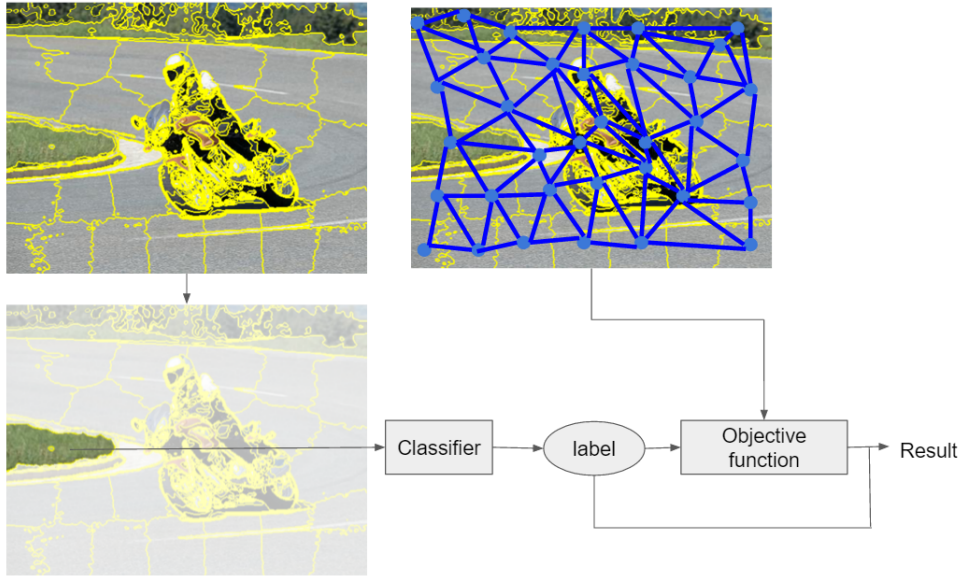 Classifier
label
Objective
function
Result